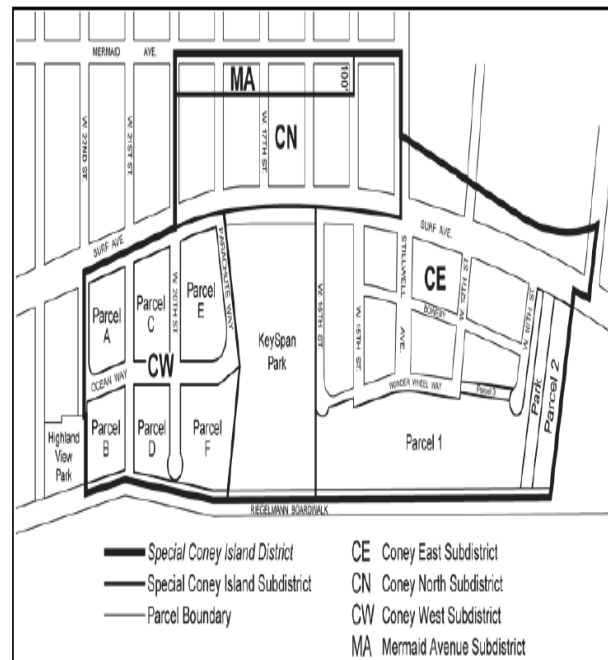 MERMAID AVE.
MA
100'
W 22ND ST.
W 21ST ST.
W 17TH ST.
CN
SURF AVE.
SURF AVE.
PARACHUTE WAY
W 20TH ST.
STILLWELL AVE.
CE
BOWERY
Parcel A
Parcel C
Parcel E
KeySpan Park
W 16TH ST.
W 15TH ST.
OCEAN WAY
CW
WONDER WHEEL WAY
Park
Parcel 2
Highland View Park
Parcel B
Parcel D
Parcel F
Parcel 1
RIEGELMANN BOARDWALK
Special Coney Island District
Special Coney Island Subdistrict
Parcel Boundary
CE Coney East Subdistrict
CN Coney North Subdistrict
CW Coney West Subdistrict
MA Mermaid Avenue Subdistrict